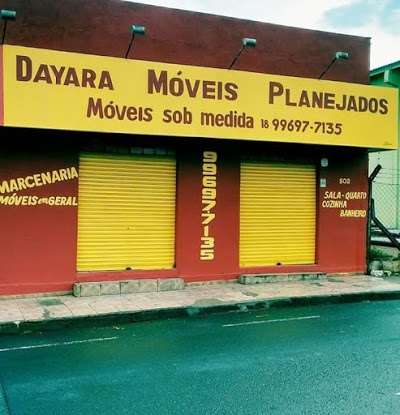 DAYARA MÓVEIS PLANEJADOS
MÓVEIS SOB MEDIDA 18 99697-7135
MARCENARIA
MÓVEIS EM GERAL
99697-7135
502
SALA - QUARTO
COZINHA
BANHEIRO